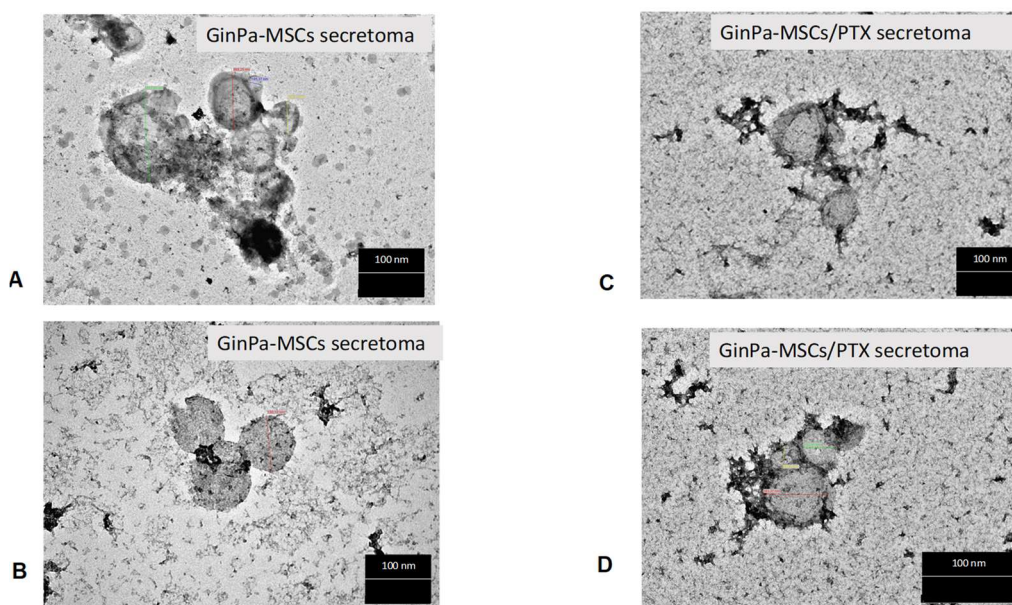 GinPa-MSCs secretoma
100 nm
A
GinPa-MSCs/PTX secretoma
100 nm
C
GinPa-MSCs secretoma
100 nm
B
GinPa-MSCs/PTX secretoma
100 nm
D